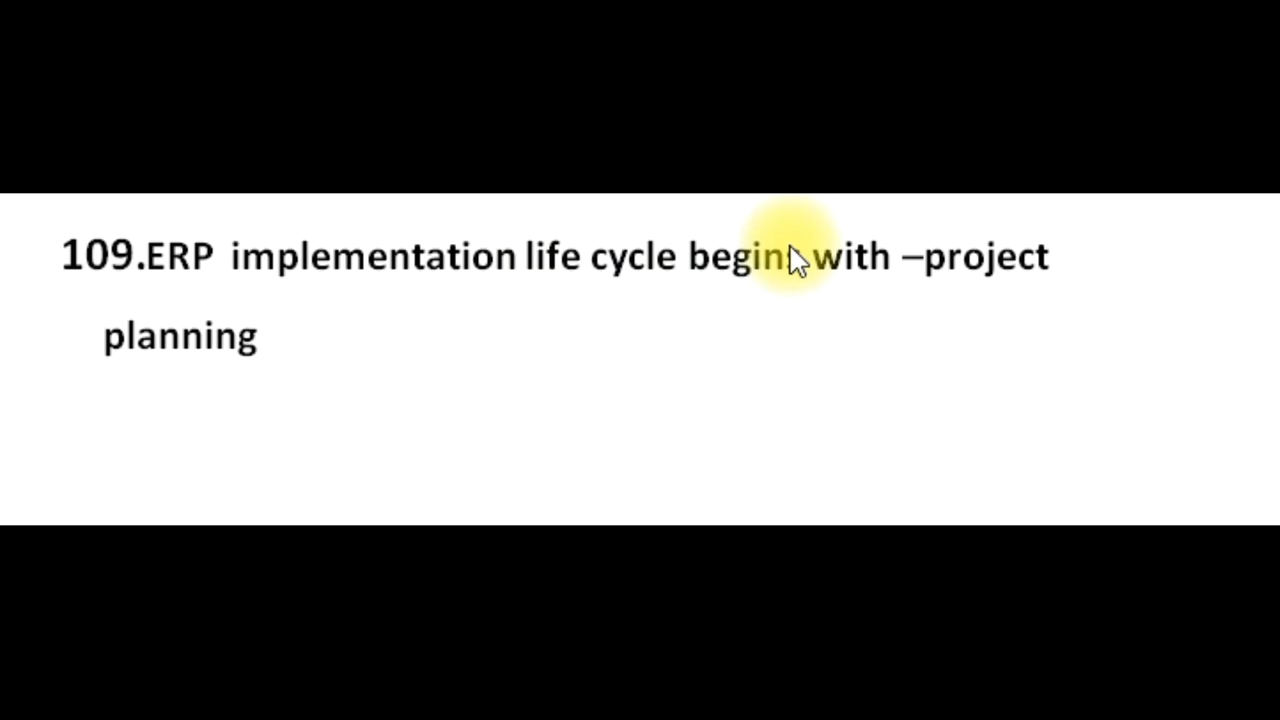 109.ERP implementation life cycle begins with –project
planning